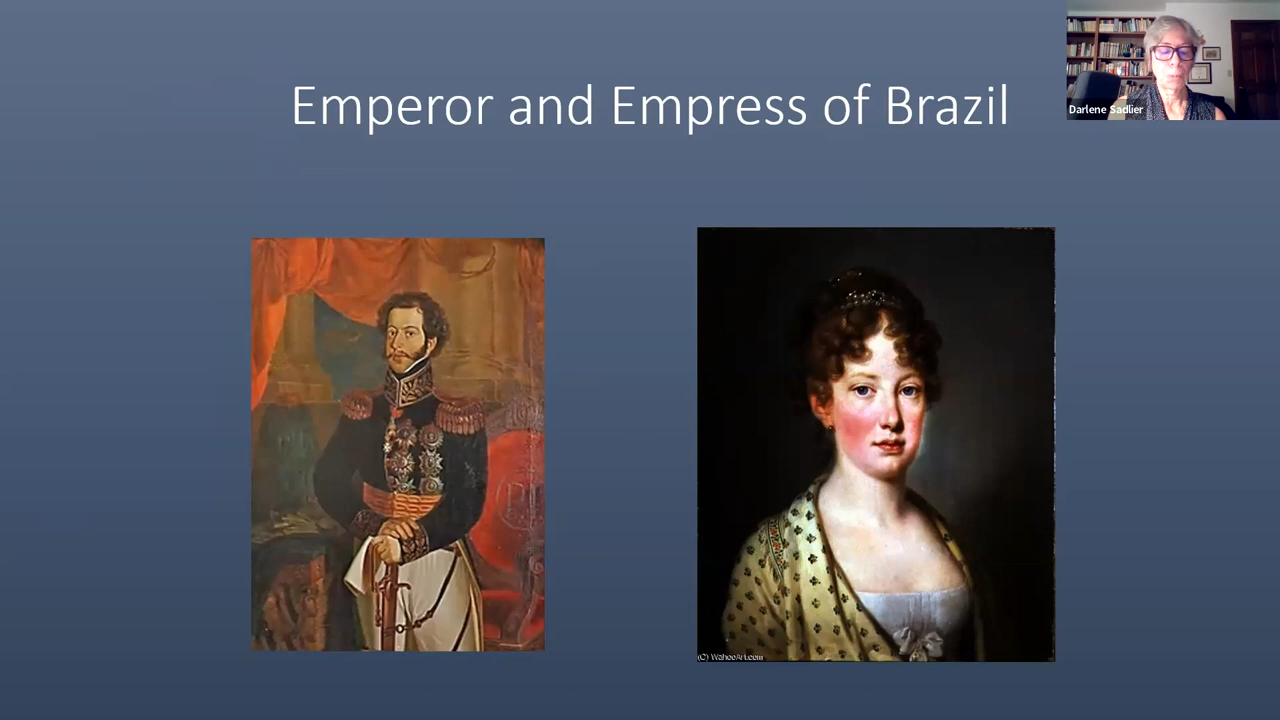 Emperor and Empress of Brazil
Darlene Sadlier
(C) WahooArt.com